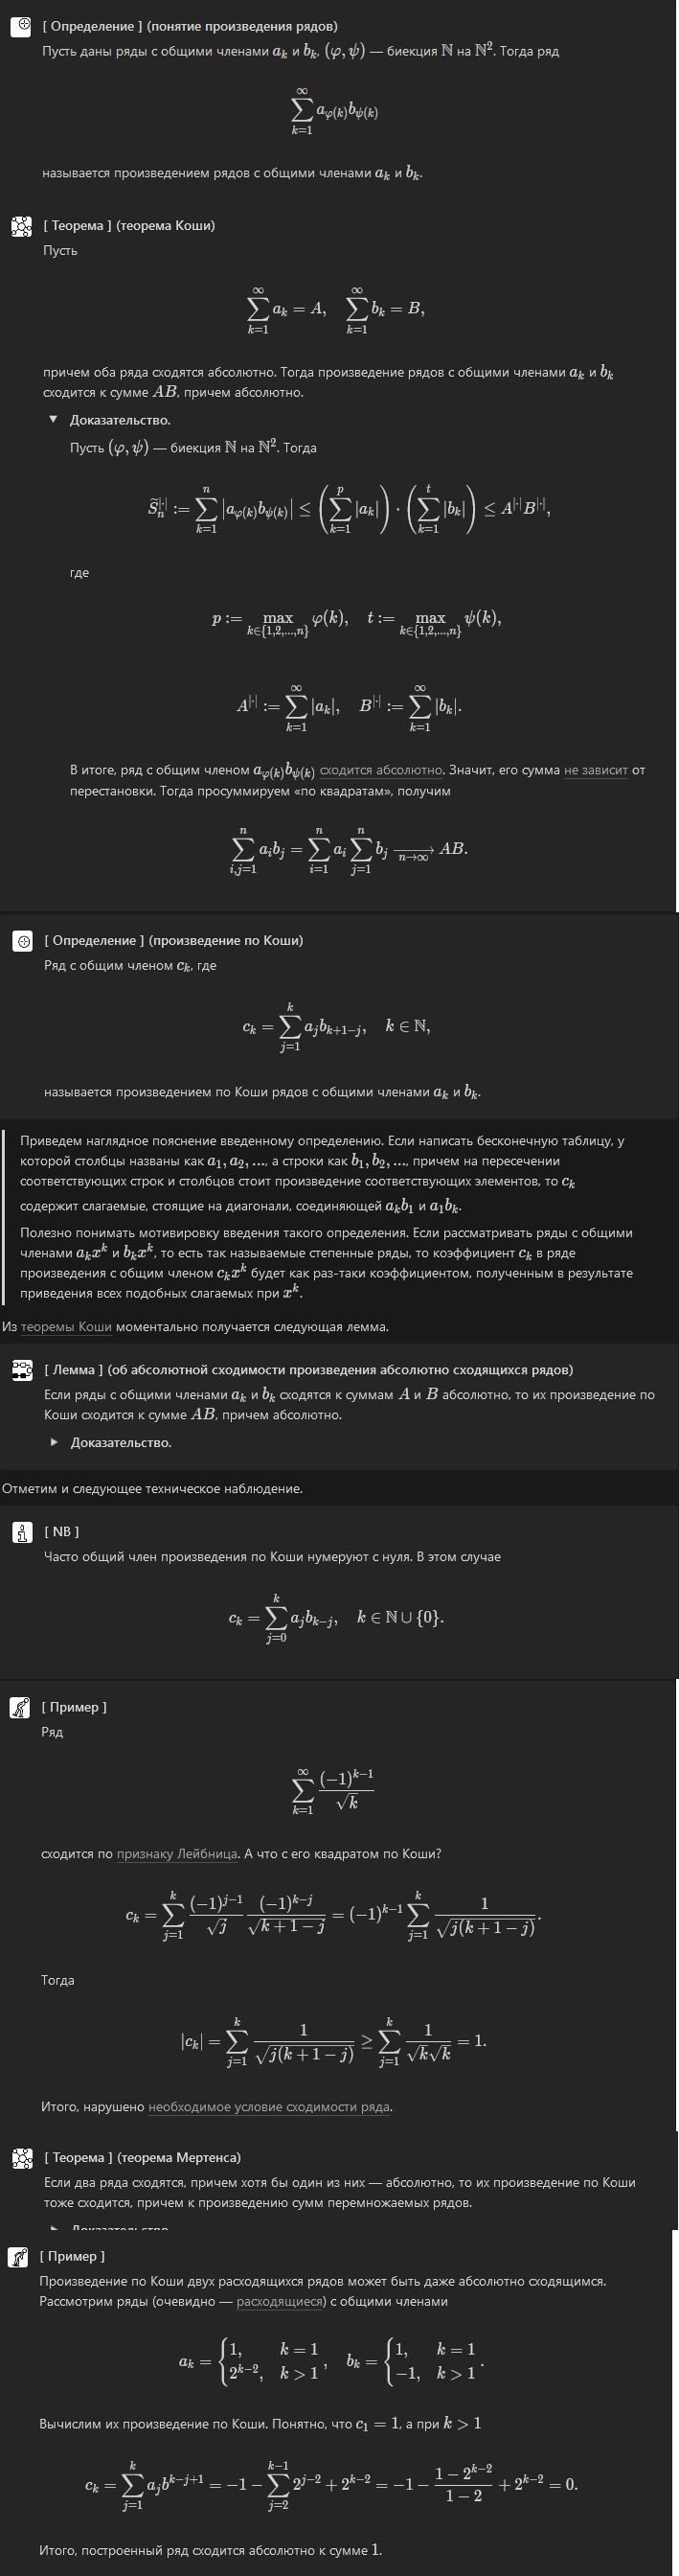 [ Определение ] (понятие произведения рядов)
Пусть даны ряды с общими членами $a_k$ и $b_k$, $(\varphi, \psi)$ — биекция $\mathbb{N}$ на $\mathbb{N}^2$. Тогда ряд
$$\sum_{k=1}^{\infty} a_{\varphi(k)} b_{\psi(k)}$$
называется произведением рядов с общими членами $a_k$ и $b_k$.
[ Теорема ] (теорема Коши)
Пусть
$$\sum_{k=1}^{\infty} a_k = A, \quad \sum_{k=1}^{\infty} b_k = B,$$
причем оба ряда сходятся абсолютно. Тогда произведение рядов с общими членами $a_k$ и $b_k$
сходится к сумме $AB$, причем абсолютно.
Доказательство.
Пусть $(\varphi, \psi)$ — биекция $\mathbb{N}$ на $\mathbb{N}^2$. Тогда
$$\widetilde{S}_n^{|\cdot|} := \sum_{k=1}^{n} |a_{\varphi(k)} b_{\psi(k)}| \leq \left( \sum_{k=1}^{p} |a_k| \right) \cdot \left( \sum_{k=1}^{t} |b_k| \right) \leq A^{|\cdot|} B^{|\cdot|},$$
где
$$p := \max_{k \in \{1,2,...,n\}} \varphi(k), \quad t := \max_{k \in \{1,2,...,n\}} \psi(k),$$
$$A^{|\cdot|} := \sum_{k=1}^{\infty} |a_k|, \quad B^{|\cdot|} := \sum_{k=1}^{\infty} |b_k|.$$
В итоге, ряд с общим членом $a_{\varphi(k)} b_{\psi(k)}$ сходится абсолютно. Значит, его сумма не зависит от
перестановки. Тогда просуммируем «по квадратам», получим
$$\sum_{i,j=1}^{n} a_i b_j = \sum_{i=1}^{n} a_i \sum_{j=1}^{n} b_j \xrightarrow[n \to \infty]{} AB.$$
[ Определение ] (произведение по Коши)
Ряд с общим членом $c_k$, где
$$c_k = \sum_{j=1}^{k} a_j b_{k+1-j}, \quad k \in \mathbb{N},$$
называется произведением по Коши рядов с общими членами $a_k$ и $b_k$.
Приведем наглядное пояснение введенному определению. Если написать бесконечную таблицу, у
которой столбцы названы как $a_1, a_2, ...$, а строки как $b_1, b_2, ...$, причем на пересечении
соответствующих строк и столбцов стоит произведение соответствующих элементов, то $c_k$
содержит слагаемые, стоящие на диагонали, соединяющей $a_k b_1$ и $a_1 b_k$.
Полезно понимать мотивировку введения такого определения. Если рассматривать ряды с общими
членами $a_k x^k$ и $b_k x^k$, то есть так называемые степенные ряды, то коэффициент $c_k$ в ряде
произведения с общим членом $c_k x^k$ будет как раз-таки коэффициентом, полученным в результате
приведения всех подобных слагаемых при $x^k$.
Из теоремы Коши моментально получается следующая лемма.
[ Лемма ] (об абсолютной сходимости произведения абсолютно сходящихся рядов)
Если ряды с общими членами $a_k$ и $b_k$ сходятся к суммам $A$ и $B$ абсолютно, то их произведение по
Коши сходится к сумме $AB$, причем абсолютно.
Доказательство.
Отметим и следующее техническое наблюдение.
[ NB ]
Часто общий член произведения по Коши нумеруют с нуля. В этом случае
$$c_k = \sum_{j=0}^{k} a_j b_{k-j}, \quad k \in \mathbb{N} \cup \{0\}.$$
[ Пример ]
Ряд
$$\sum_{k=1}^{\infty} \frac{(-1)^{k-1}}{\sqrt{k}}$$
сходится по признаку Лейбница. А что с его квадратом по Коши?
$$c_k = \sum_{j=1}^{k} \frac{(-1)^{j-1}}{\sqrt{j}} \frac{(-1)^{k-j}}{\sqrt{k+1-j}} = (-1)^{k-1} \sum_{j=1}^{k} \frac{1}{\sqrt{j(k+1-j)}}.$$
Тогда
$$|c_k| = \sum_{j=1}^{k} \frac{1}{\sqrt{j(k+1-j)}} \geq \sum_{j=1}^{k} \frac{1}{\sqrt{k}\sqrt{k}} = 1.$$
Итого, нарушено необходимое условие сходимости ряда.
[ Теорема ] (теорема Мертенса)
Если два ряда сходятся, причем хотя бы один из них — абсолютно, то их произведение по Коши
тоже сходится, причем к произведению сумм перемножаемых рядов.
Доказательство
[ Пример ]
Произведение по Коши двух расходящихся рядов может быть даже абсолютно сходящимся.
Рассмотрим ряды (очевидно — расходящиеся) с общими членами
$$a_k = \begin{cases} 1, & k = 1 \\ 2^{k-2}, & k > 1 \end{cases}, \quad b_k = \begin{cases} 1, & k = 1 \\ -1, & k > 1 \end{cases}.$$
Вычислим их произведение по Коши. Понятно, что $c_1 = 1$, а при $k > 1$
$$c_k = \sum_{j=1}^{k} a_j b^{k-j+1} = -1 - \sum_{j=2}^{k-1} 2^{j-2} + 2^{k-2} = -1 - \frac{1 - 2^{k-2}}{1 - 2} + 2^{k-2} = 0.$$
Итого, построенный ряд сходится абсолютно к сумме $1$.